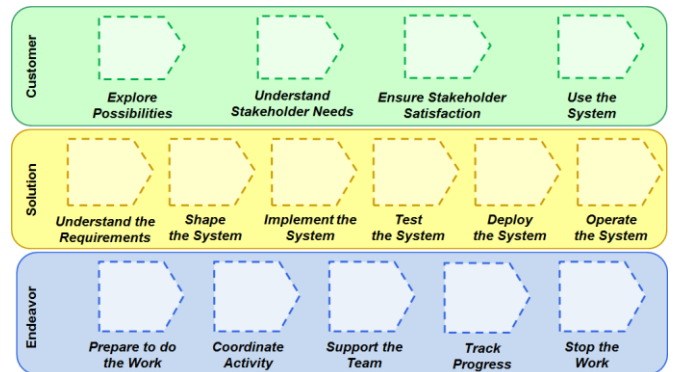 Customer
Explore
Possibilities
Understand
Stakeholder Needs
Ensure Stakeholder
Satisfaction
Use the
System
Solution
Understand the
Requirements
Shape
the System
Implement the
System
Test
the System
Deploy
the System
Operate
the System
Endeavor
Prepare to do
the Work
Coordinate
Activity
Support the
Team
Track
Progress
Stop the
Work